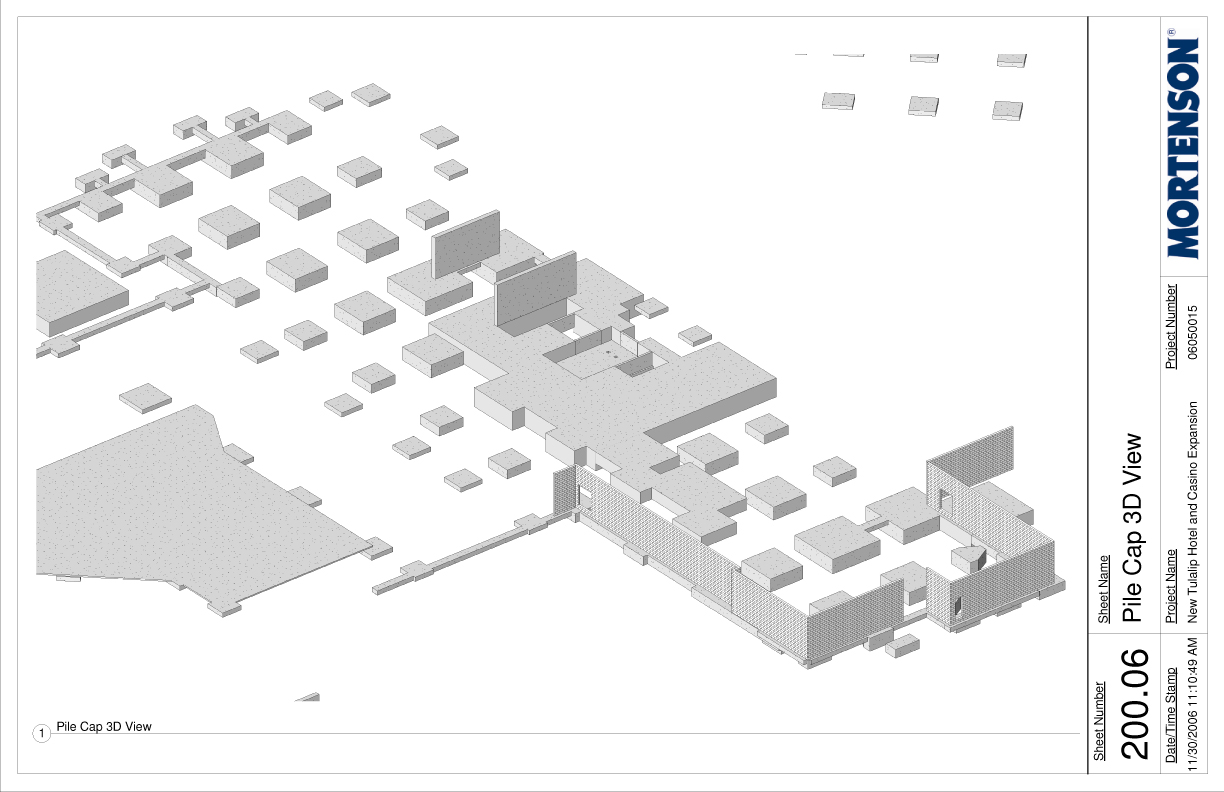 1
Pile Cap 3D View
MORTENSON®
Project Number
06050015
Sheet Name
Pile Cap 3D View
Project Name
New Tulalip Hotel and Casino Expansion
Sheet Number
200.06
Date/Time Stamp
11/30/2006 11:10:49 AM